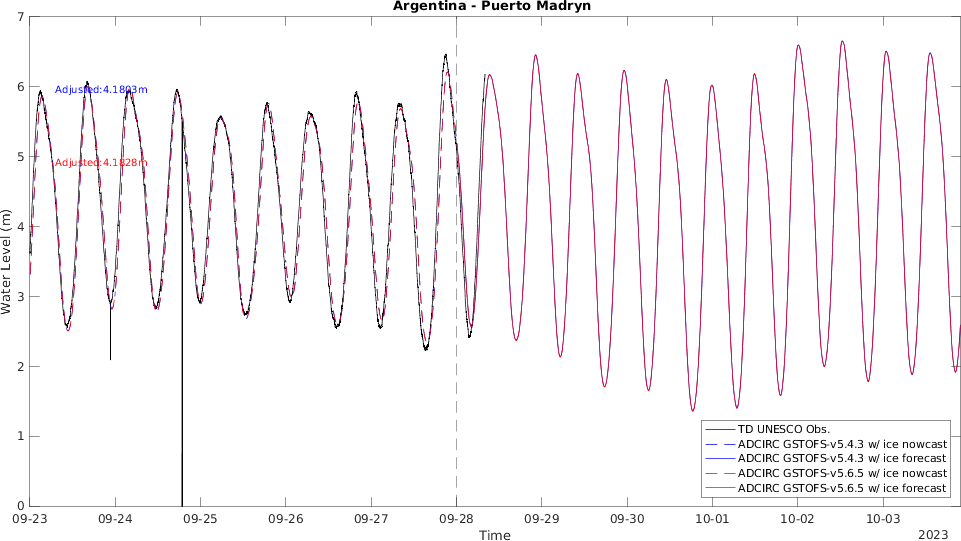 Argentina - Puerto Madryn
7
6
5
4
3
2
1
0
Water Level (m)
Adjusted:4.1803m
Adjusted:4.1828m
TD UNESCO Obs.
ADCIRC GSTOFS-v5.4.3 w/ ice nowcast
ADCIRC GSTOFS-v5.4.3 w/ ice forecast
ADCIRC GSTOFS-v5.6.5 w/ ice nowcast
ADCIRC GSTOFS-v5.6.5 w/ ice forecast
09-23 09-24 09-25 09-26 09-27 09-28 09-29 09-30 10-01 10-02 10-03
Time
2023